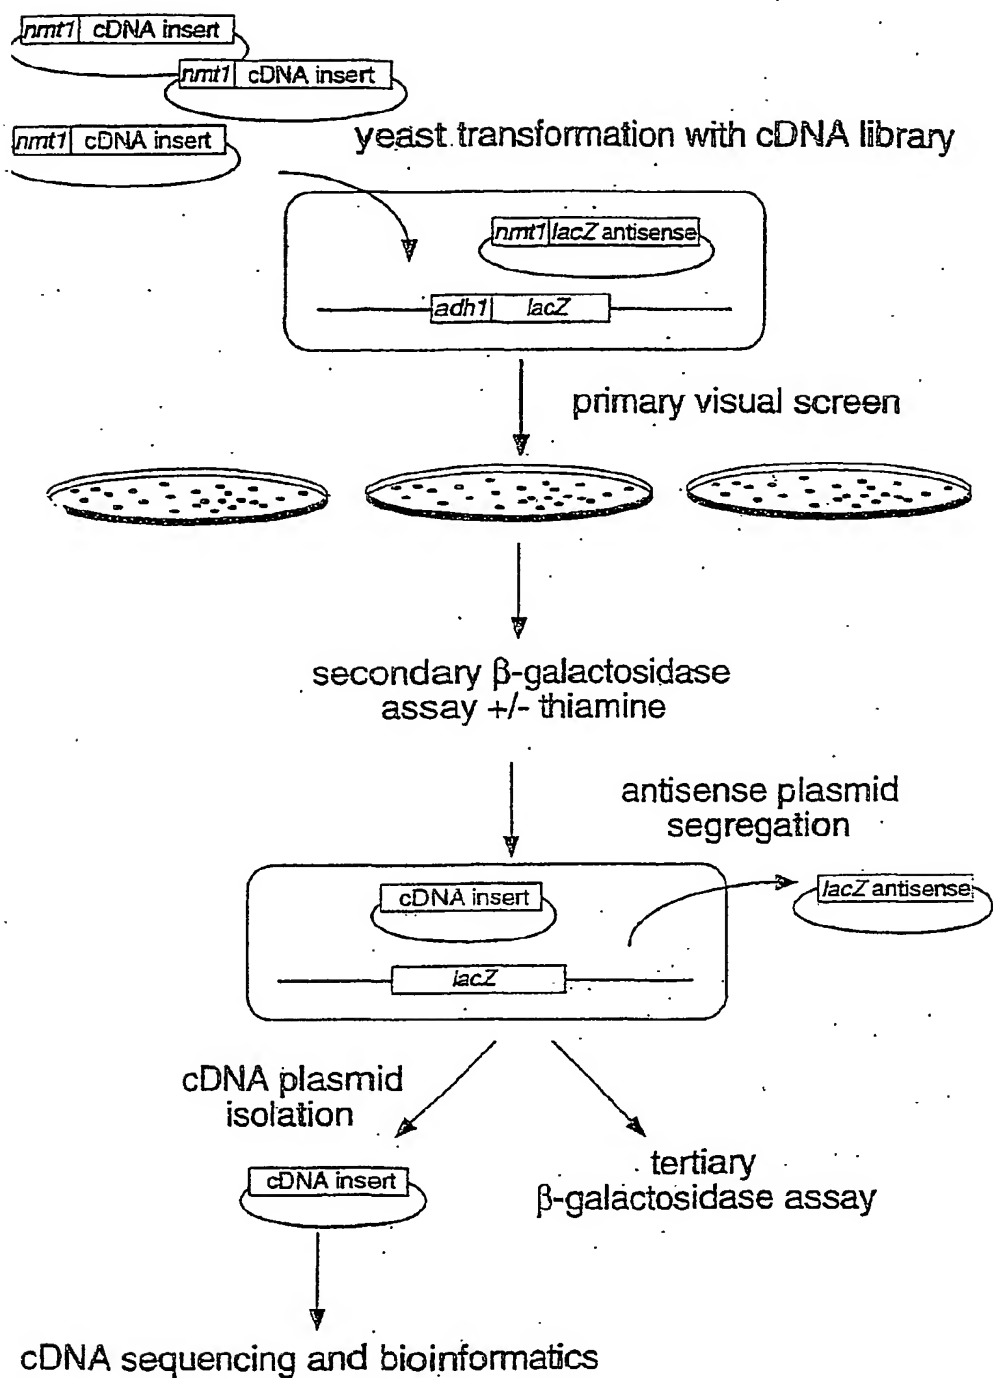 nmt1 cDNA insert
nmt1 cDNA insert
nmt1 cDNA insert
yeast transformation with cDNA library
nmt1 lacZ antisense
adh1 lacZ
primary visual screen
secondary β-galactosidase
assay +/- thiamine
antisense plasmid
segregation
cDNA insert
lacZ antisense
lacZ
cDNA plasmid
isolation
cDNA insert
tertiary
β-galactosidase assay
cDNA sequencing and bioinformatics